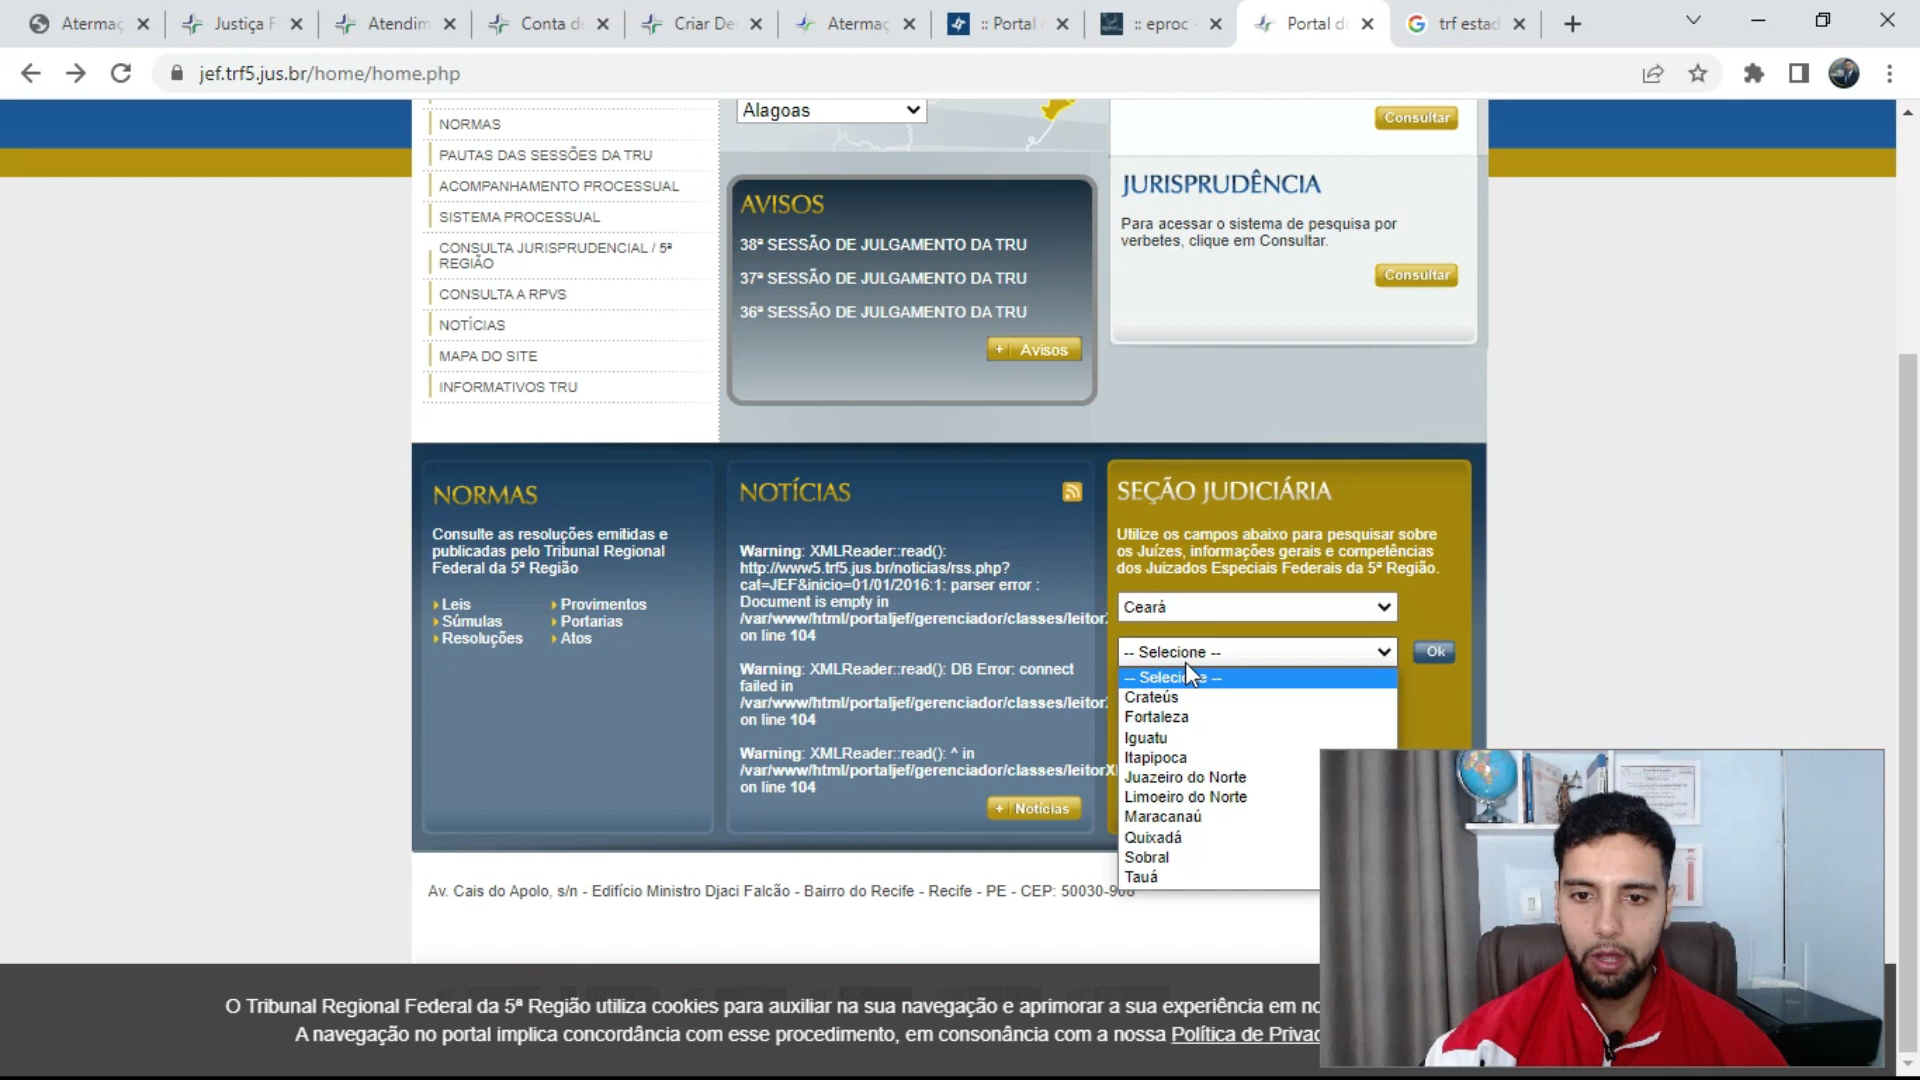 Atermaç
Justiça F
Atendim
Conta de
Criar De
Atermaç
:: Portal
:: eproc -
Portal d
trf estad
jef.trf5.jus.br/home/home.php
NORMAS
PAUTAS DAS SESSÕES DA TRU
ACOMPANHAMENTO PROCESSUAL
SISTEMA PROCESSUAL
CONSULTA JURISPRUDENCIAL / 5ª
REGIÃO
CONSULTA A RPVS
NOTÍCIAS
MAPA DO SITE
INFORMATIVOS TRU
Alagoas
AVISOS
38ª SESSÃO DE JULGAMENTO DA TRU
37ª SESSÃO DE JULGAMENTO DA TRU
36ª SESSÃO DE JULGAMENTO DA TRU
+ Avisos
Consultar
JURISPRUDÊNCIA
Para acessar o sistema de pesquisa por
verbetes, clique em Consultar.
Consultar
NORMAS
Consulte as resoluções emitidas e
publicadas pelo Tribunal Regional
Federal da 5ª Região
Leis
Súmulas
Resoluções
Provimentos
Portarias
Atos
NOTÍCIAS
Warning: XMLReader::read():
http://www5.trf5.jus.br/noticias/rss.php?
cat=JEF&inicio=01/01/2016:1: parser error :
Document is empty in
/var/www/html/portaljef/gerenciador/classes/leitorX
on line 104
Warning: XMLReader::read(): DB Error: connect
failed in
/var/www/html/portaljef/gerenciador/classes/leitorX
on line 104
Warning: XMLReader::read(): ^ in
/var/www/html/portaljef/gerenciador/classes/leitorX
on line 104
+ Notícias
SEÇÃO JUDICIÁRIA
Utilize os campos abaixo para pesquisar sobre
os Juízes, informações gerais e competências
dos Juizados Especiais Federais da 5ª Região.
Ceará
-- Selecione --
Ok
-- Selecione --
Crateús
Fortaleza
Iguatu
Itapipoca
Juazeiro do Norte
Limoeiro do Norte
Maracanaú
Quixadá
Sobral
Tauá
Av. Cais do Apolo, s/n - Edifício Ministro Djaci Falcão - Bairro do Recife - Recife - PE - CEP: 50030-908
O Tribunal Regional Federal da 5ª Região utiliza cookies para auxiliar na sua navegação e aprimorar a sua experiência em no
A navegação no portal implica concordância com esse procedimento, em consonância com a nossa Política de Privac